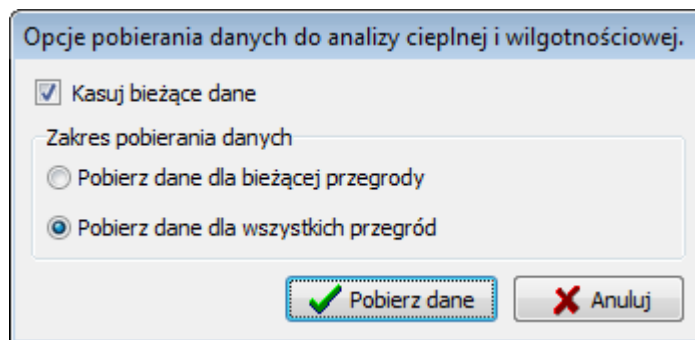 Opcje pobierania danych do analizy cieplnej i wilgotnościowej.
Kasuj bieżące dane
Zakres pobierania danych
Pobierz dane dla bieżącej przegrody
Pobierz dane dla wszystkich przegród
Pobierz dane Anuluj